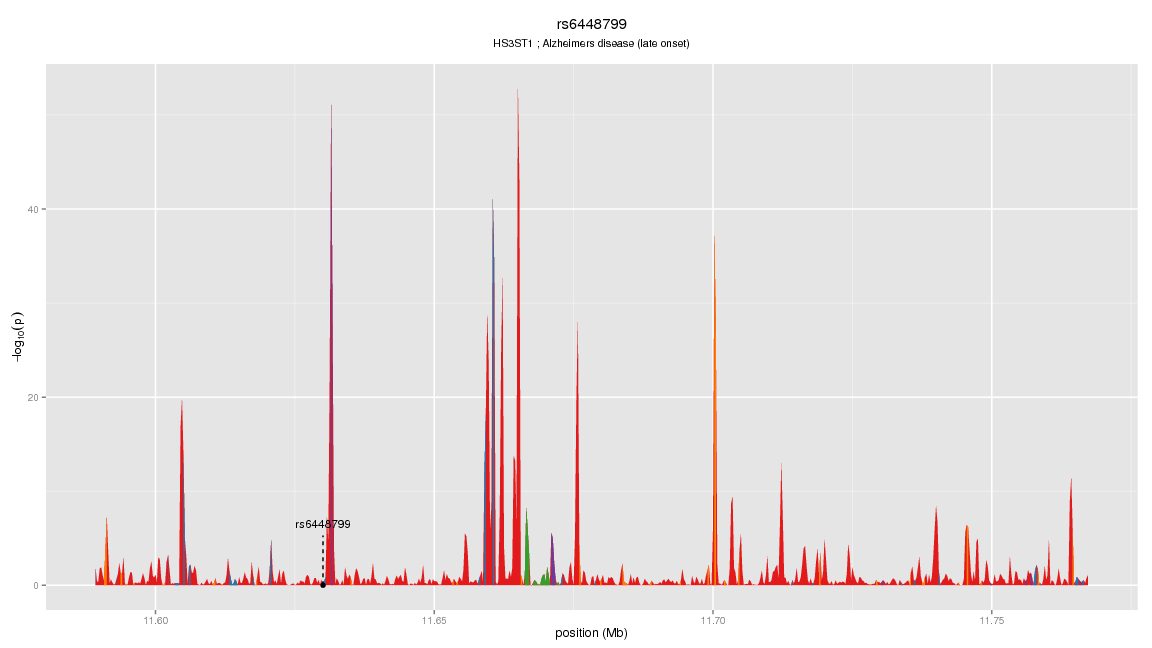 rs6448799
HS3ST1 ; Alzheimers disease (late onset)
−log10(p)
40
20
0
rs6448799
11.60 11.65 11.70 11.75
position (Mb)